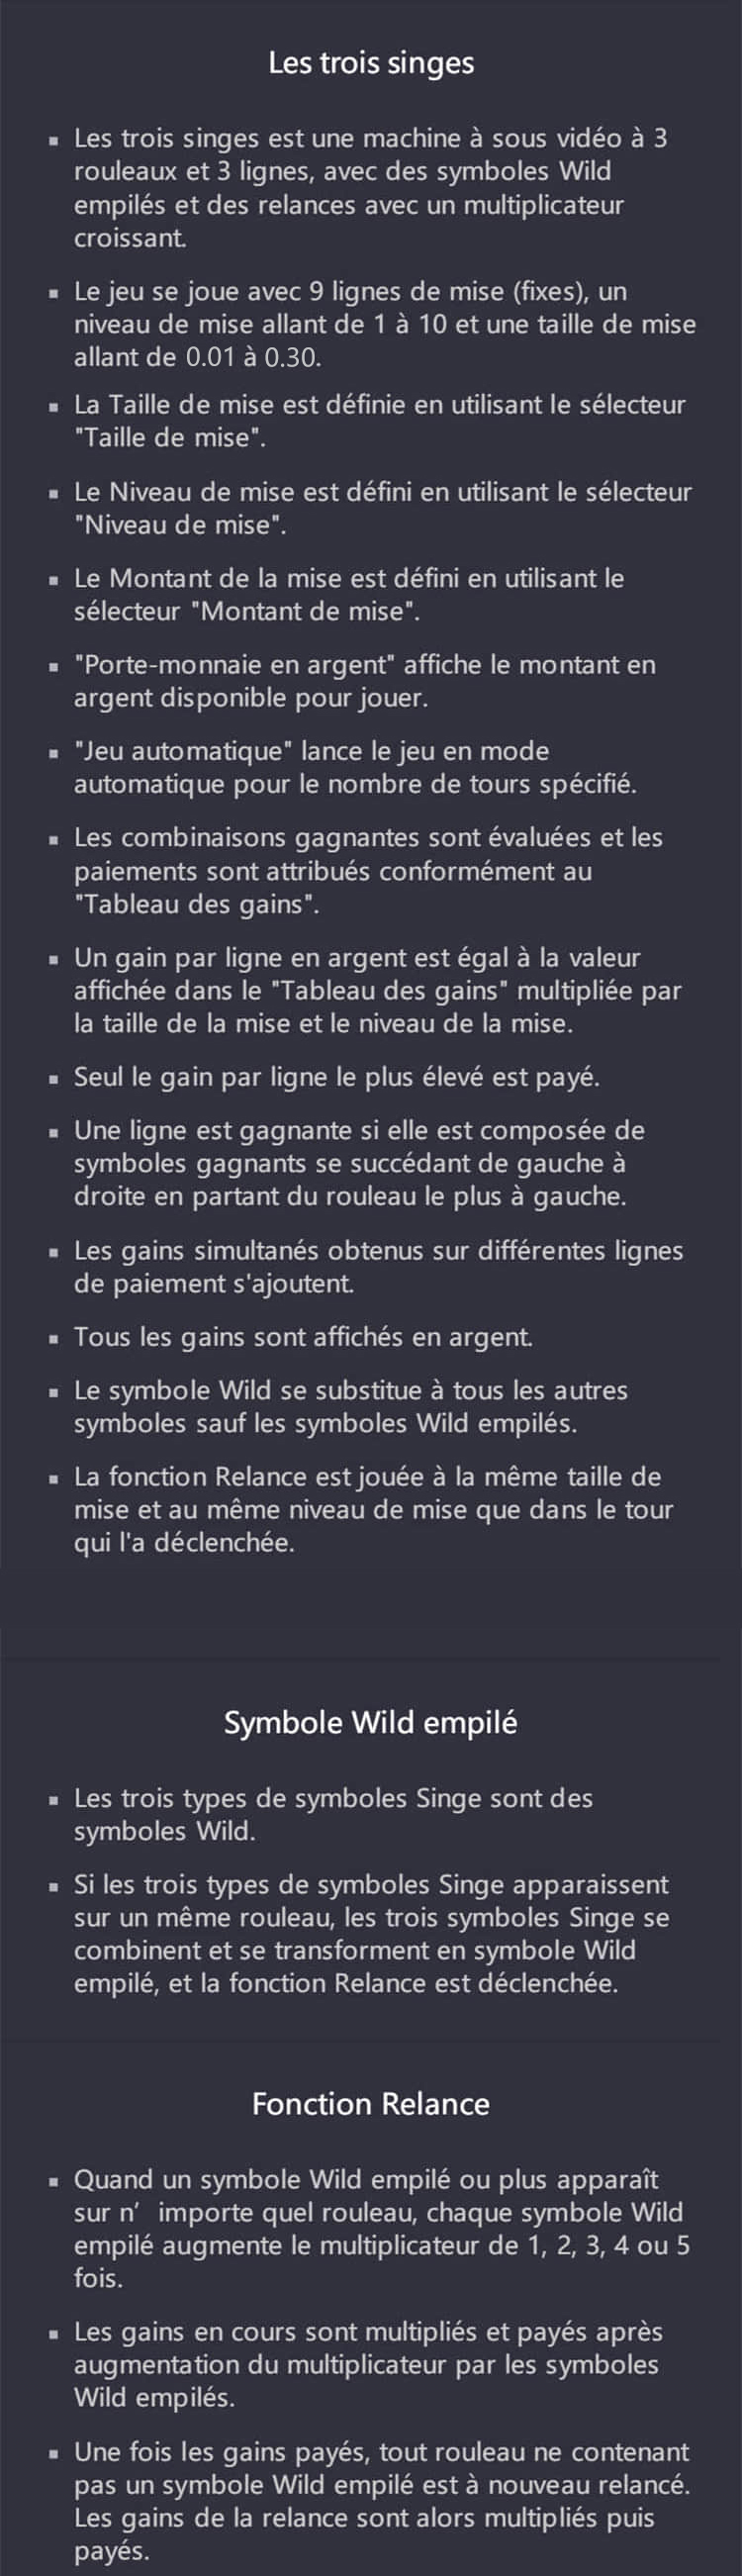 Les trois singes
▪ Les trois singes est une machine à sous vidéo à 3
rouleaux et 3 lignes, avec des symboles Wild
empilés et des relances avec un multiplicateur
croissant.
▪ Le jeu se joue avec 9 lignes de mise (fixes), un
niveau de mise allant de 1 à 10 et une taille de mise
allant de 0.01 à 0.30.
▪ La Taille de mise est définie en utilisant le sélecteur
"Taille de mise".
▪ Le Niveau de mise est défini en utilisant le sélecteur
"Niveau de mise".
▪ Le Montant de la mise est défini en utilisant le
sélecteur "Montant de mise".
▪ "Porte-monnaie en argent" affiche le montant en
argent disponible pour jouer.
▪ "Jeu automatique" lance le jeu en mode
automatique pour le nombre de tours spécifié.
▪ Les combinaisons gagnantes sont évaluées et les
paiements sont attribués conformément au
"Tableau des gains".
▪ Un gain par ligne en argent est égal à la valeur
affichée dans le "Tableau des gains" multipliée par
la taille de la mise et le niveau de la mise.
▪ Seul le gain par ligne le plus élevé est payé.
▪ Une ligne est gagnante si elle est composée de
symboles gagnants se succédant de gauche à
droite en partant du rouleau le plus à gauche.
▪ Les gains simultanés obtenus sur différentes lignes
de paiement s'ajoutent.
▪ Tous les gains sont affichés en argent.
▪ Le symbole Wild se substitue à tous les autres
symboles sauf les symboles Wild empilés.
▪ La fonction Relance est jouée à la même taille de
mise et au même niveau de mise que dans le tour
qui l'a déclenchée.
Symbole Wild empilé
▪ Les trois types de symboles Singe sont des
symboles Wild.
▪ Si les trois types de symboles Singe apparaissent
sur un même rouleau, les trois symboles Singe se
combinent et se transforment en symbole Wild
empilé, et la fonction Relance est déclenchée.
Fonction Relance
▪ Quand un symbole Wild empilé ou plus apparaît
sur n’ importe quel rouleau, chaque symbole Wild
empilé augmente le multiplicateur de 1, 2, 3, 4 ou 5
fois.
▪ Les gains en cours sont multipliés et payés après
augmentation du multiplicateur par les symboles
Wild empilés.
▪ Une fois les gains payés, tout rouleau ne contenant
pas un symbole Wild empilé est à nouveau relancé.
Les gains de la relance sont alors multipliés puis
payés.